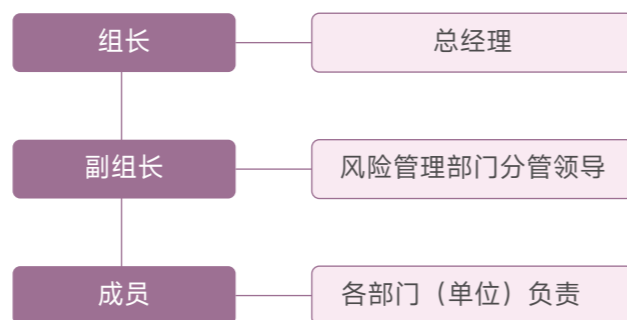 组长
总经理
副组长
风险管理部门分管领导
成员
各部门（单位）负责